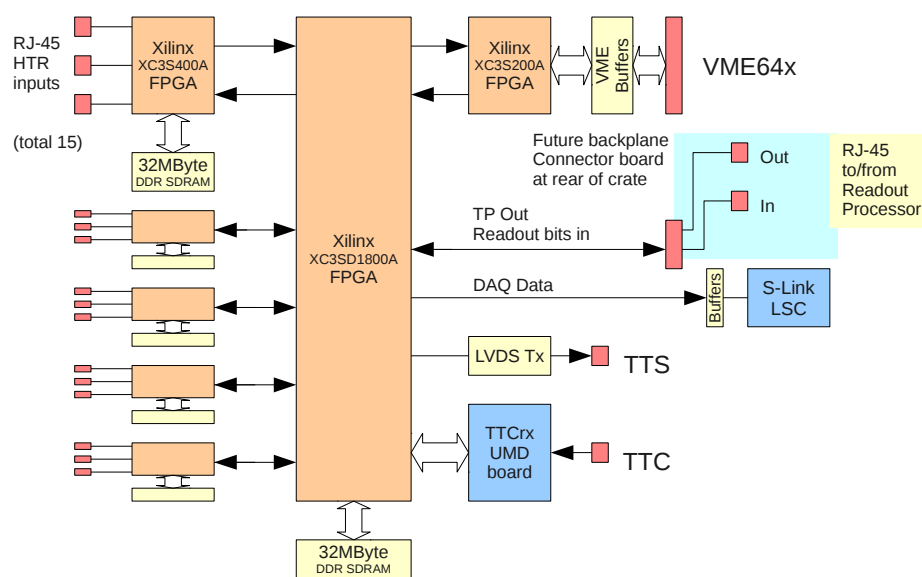 RJ-45
HTR
inputs
(total 15)
Xilinx
XC3S400A
FPGA
32MByte
DDR SDRAM
Xilinx
XC3SD1800A
FPGA
32MByte
DDR SDRAM
Xilinx
XC3S200A
FPGA
VME
Buffers
VME64x
Future backplane
Connector board
at rear of crate
Out
In
RJ-45
to/from
Readout
Processor
TP Out
Readout bits in
DAQ Data
Buffers
S-Link
LSC
LVDS Tx
TTS
TTCrx
UMD
board
TTC